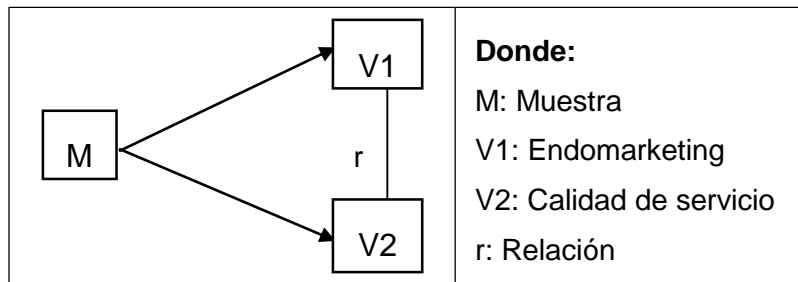 V1
M
r
V2
Donde:
M: Muestra
V1: Endomarketing
V2: Calidad de servicio
r: Relación